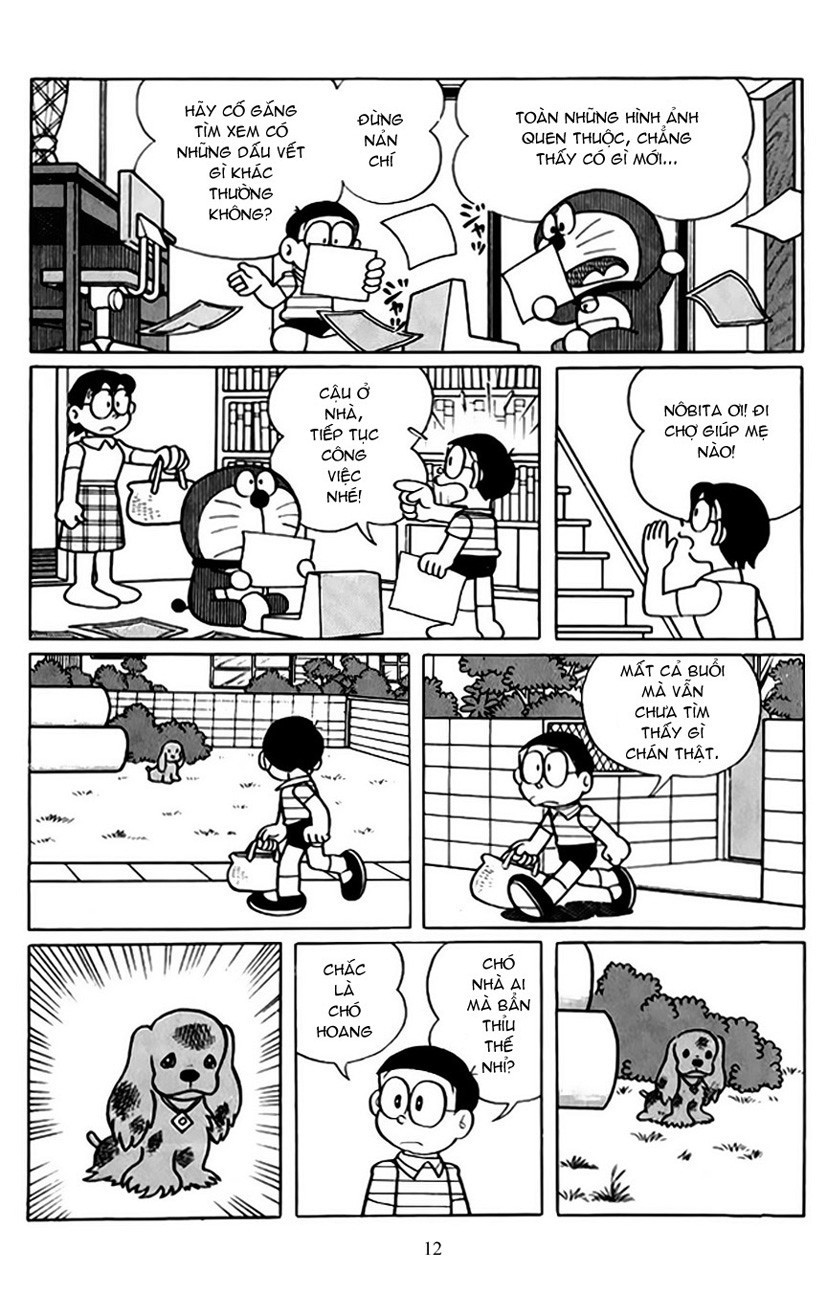 TOÀN NHỮNG HÌNH ẢNH
QUEN THUỘC, CHẲNG
THẤY CÓ GÌ MỚI...
ĐỪNG
NẢN
CHÍ
HÃY CỐ GẮNG
TÌM XEM CÓ
NHỮNG DẤU VẾT
GÌ KHÁC
THƯỜNG
KHÔNG?
NÔBITA ƠI! ĐI
CHỢ GIÚP MẸ
NÀO!
CẬU Ở
NHÀ,
TIẾP TỤC
CÔNG
VIỆC
NHÉ!
MẤT CẢ BUỔI
MÀ VẪN
CHƯA TÌM
THẤY GÌ
CHÁN THẬT.
CHÓ
NHÀ AI
MÀ BẨN
THỈU
THẾ
NHỈ?
CHẮC
LÀ
CHÓ
HOANG
12